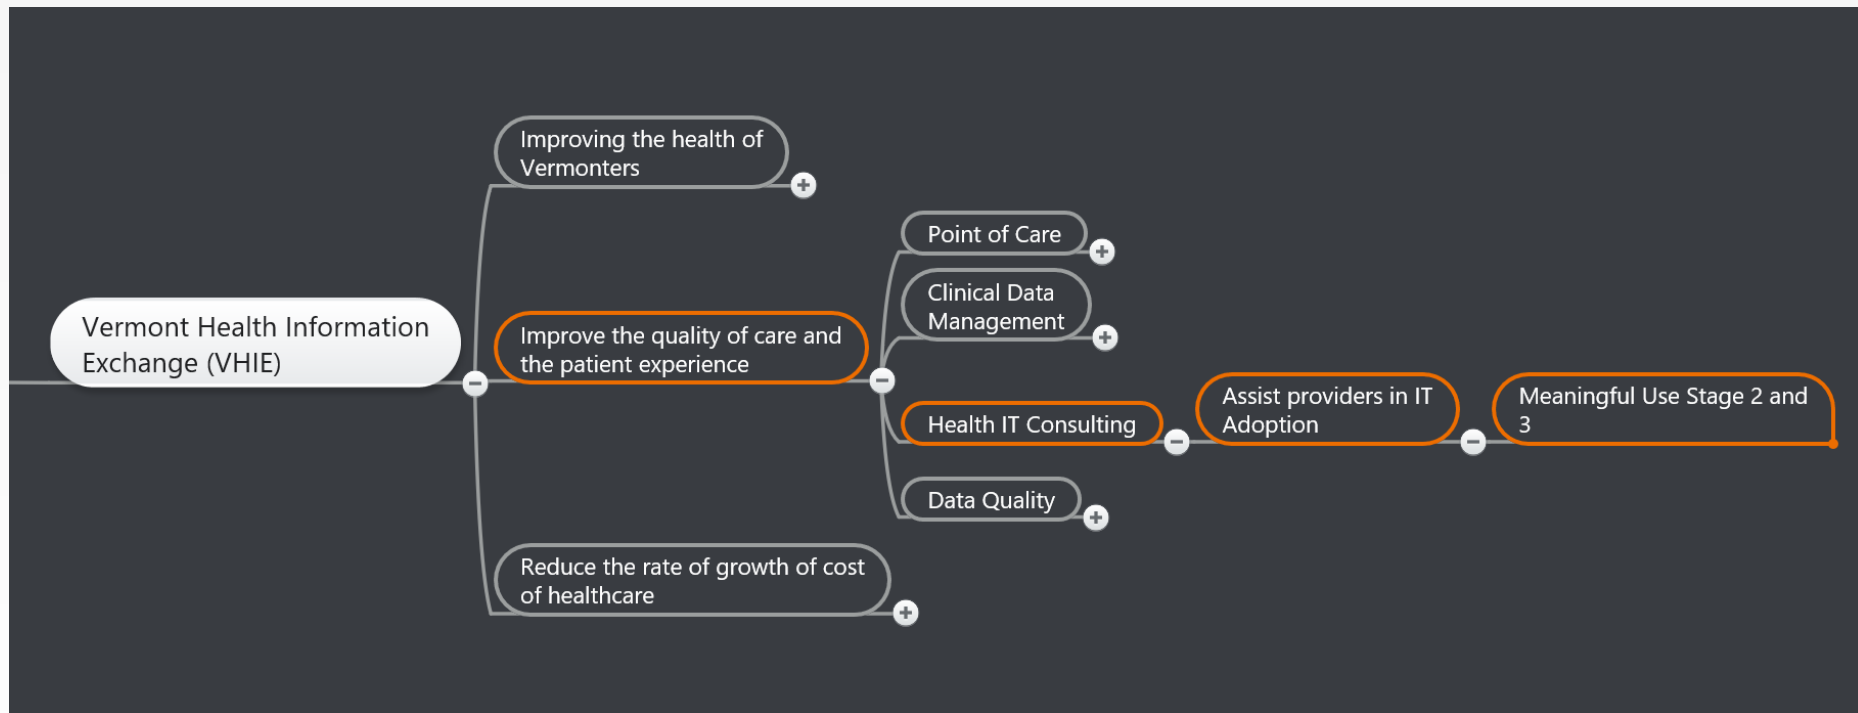 Improving the health of
Vermonters
Point of Care
Clinical Data
Management
Vermont Health Information
Exchange (VHIE)
Improve the quality of care and
the patient experience
Assist providers in IT
Adoption
Meaningful Use Stage 2 and
3
Health IT Consulting
Data Quality
Reduce the rate of growth of cost
of healthcare